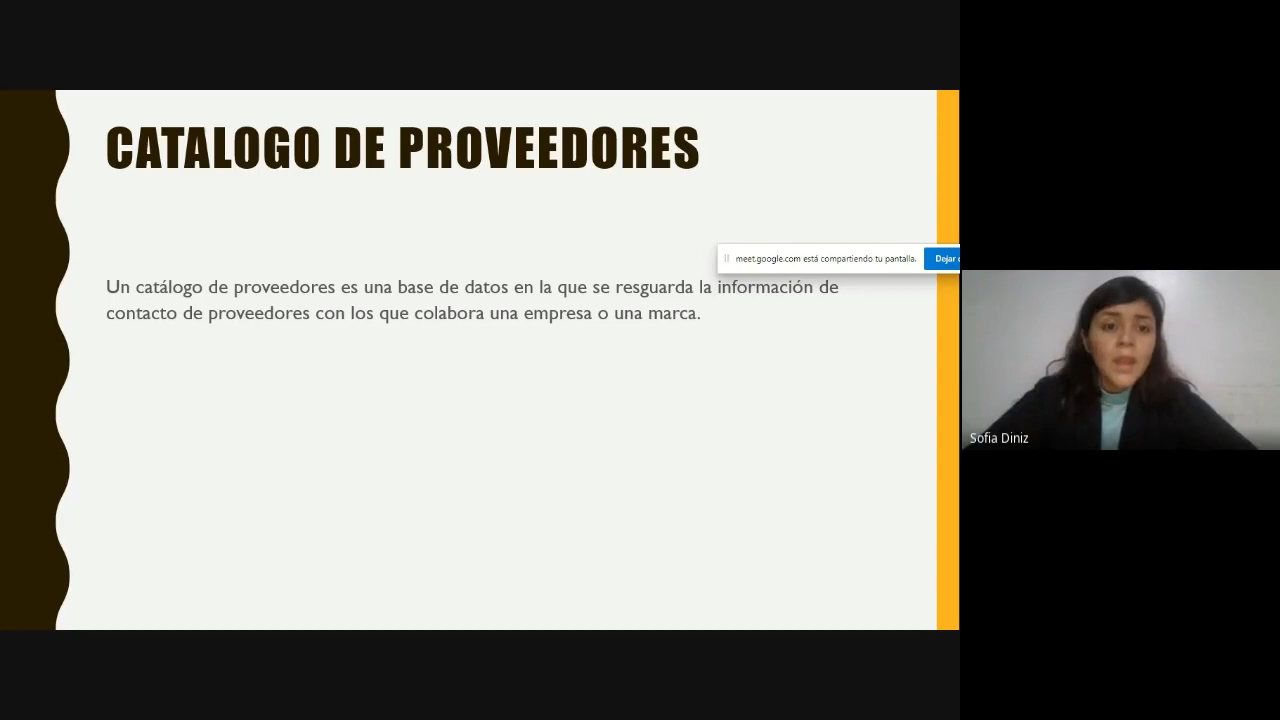 CATALOGO DE PROVEEDORES
meet.google.com está compartiendo tu pantalla.
Dejar
Un catálogo de proveedores es una base de datos en la que se resguarda la información de
contacto de proveedores con los que colabora una empresa o una marca.
Sofia Diniz